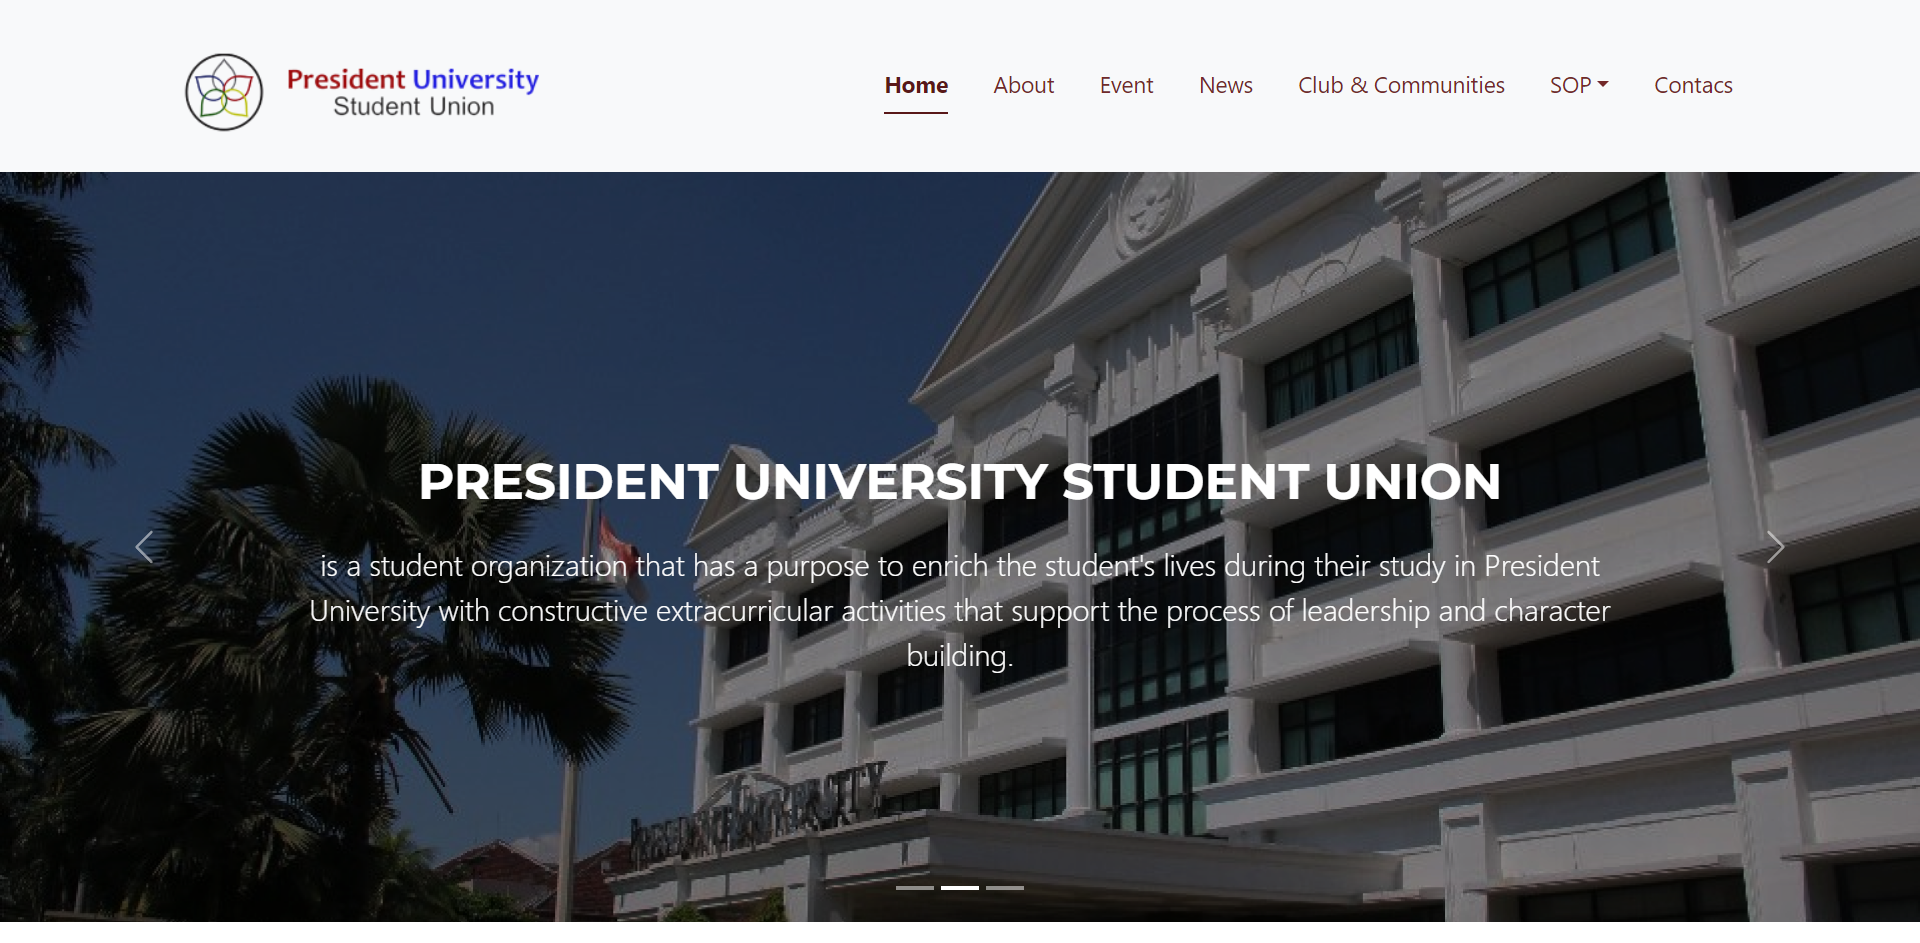 President University
Student Union
Home About Event News Club & Communities SOP Contacs
PRESIDENT UNIVERSITY STUDENT UNION
is a student organization that has a purpose to enrich the student's lives during their study in President
University with constructive extracurricular activities that support the process of leadership and character
building.
PRESIDENT UNIVERSITY